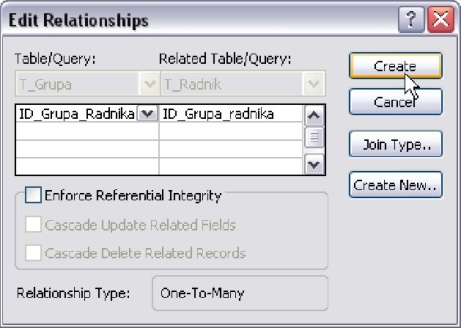 Edit Relationships
Table/Query: Related Table/Query:
T_Grupa T_Radnik
Create
ID_Grupa_Radnika ID_Grupa_radnika
Cancel
Join Type..
Enforce Referential Integrity
Create New..
Cascade Update Related Fields
Cascade Delete Related Records
Relationship Type: One-To-Many